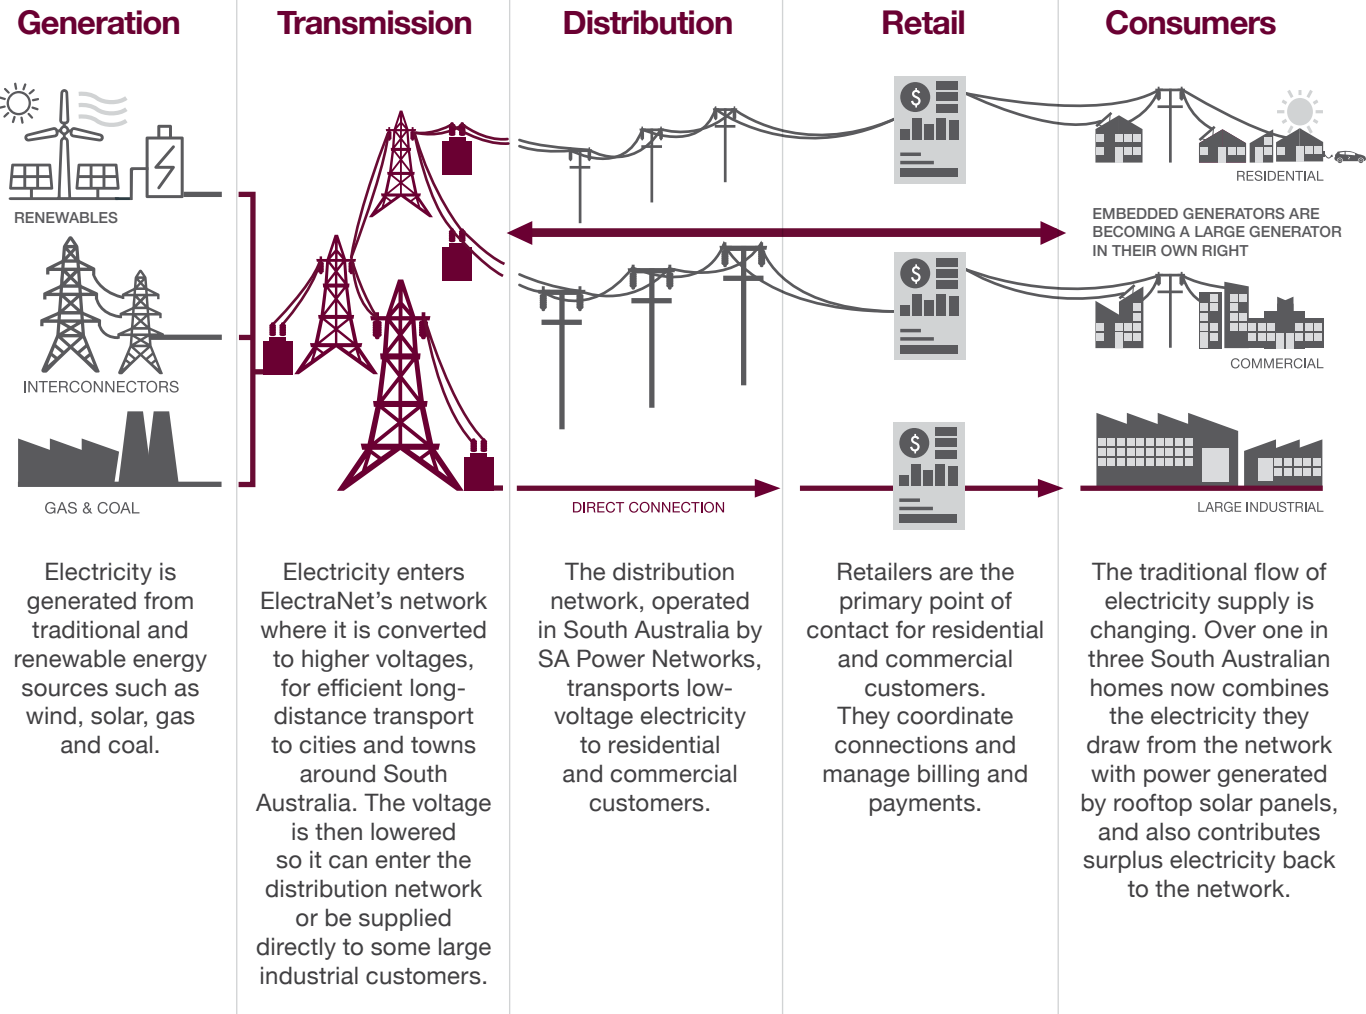 Generation
Transmission
Distribution
Retail
Consumers
RENEWABLES
INTERCONNECTORS
GAS & COAL
DIRECT CONNECTION
$
$
$
RESIDENTIAL
EMBEDDED GENERATORS ARE
BECOMING A LARGE GENERATOR
IN THEIR OWN RIGHT
COMMERCIAL
LARGE INDUSTRIAL
Electricity is
generated from
traditional and
renewable energy
sources such as
wind, solar, gas
and coal.
Electricity enters
ElectraNet’s network
where it is converted
to higher voltages,
for efficient long-
distance transport
to cities and towns
around South
Australia. The voltage
is then lowered
so it can enter the
distribution network
or be supplied
directly to some large
industrial customers.
The distribution
network, operated
in South Australia by
SA Power Networks,
transports low-
voltage electricity
to residential
and commercial
customers.
Retailers are the
primary point of
contact for residential
and commercial
customers.
They coordinate
connections and
manage billing and
payments.
The traditional flow of
electricity supply is
changing. Over one in
three South Australian
homes now combines
the electricity they
draw from the network
with power generated
by rooftop solar panels,
and also contributes
surplus electricity back
to the network.